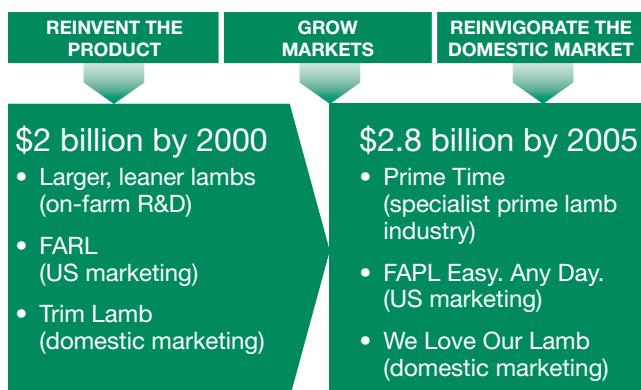 REINVENT THE
PRODUCT
GROW
MARKETS
REINVIGORATE THE
DOMESTIC MARKET
$2 billion by 2000
• Larger, leaner lambs
(on-farm R&D)
• FARL
(US marketing)
• Trim Lamb
(domestic marketing)
$2.8 billion by 2005
• Prime Time
(specialist prime lamb
industry)
• FAPL Easy. Any Day.
(US marketing)
• We Love Our Lamb
(domestic marketing)